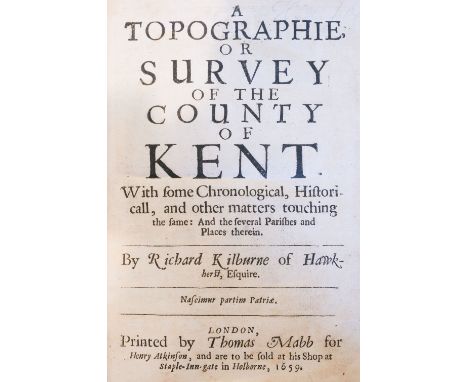 A
TOPOGRAPHIE,
OR
SURVEY
OF THE
COUNTY
OF
KENT.
With ſome Chronological, Hiſtori-
call, and other matters touching
the ſame: And the ſeveral Pariſhes and
Places therein.
By Richard Kilburne of Hawk-
herſt, Eſquire.
Naſcimur partim Patriæ.
LONDON,
Printed by Thomas Mabb for
Henry Atkinſon, and are to be ſold at his Shop at
Staple-Inn-gate in Holborne, 1659.